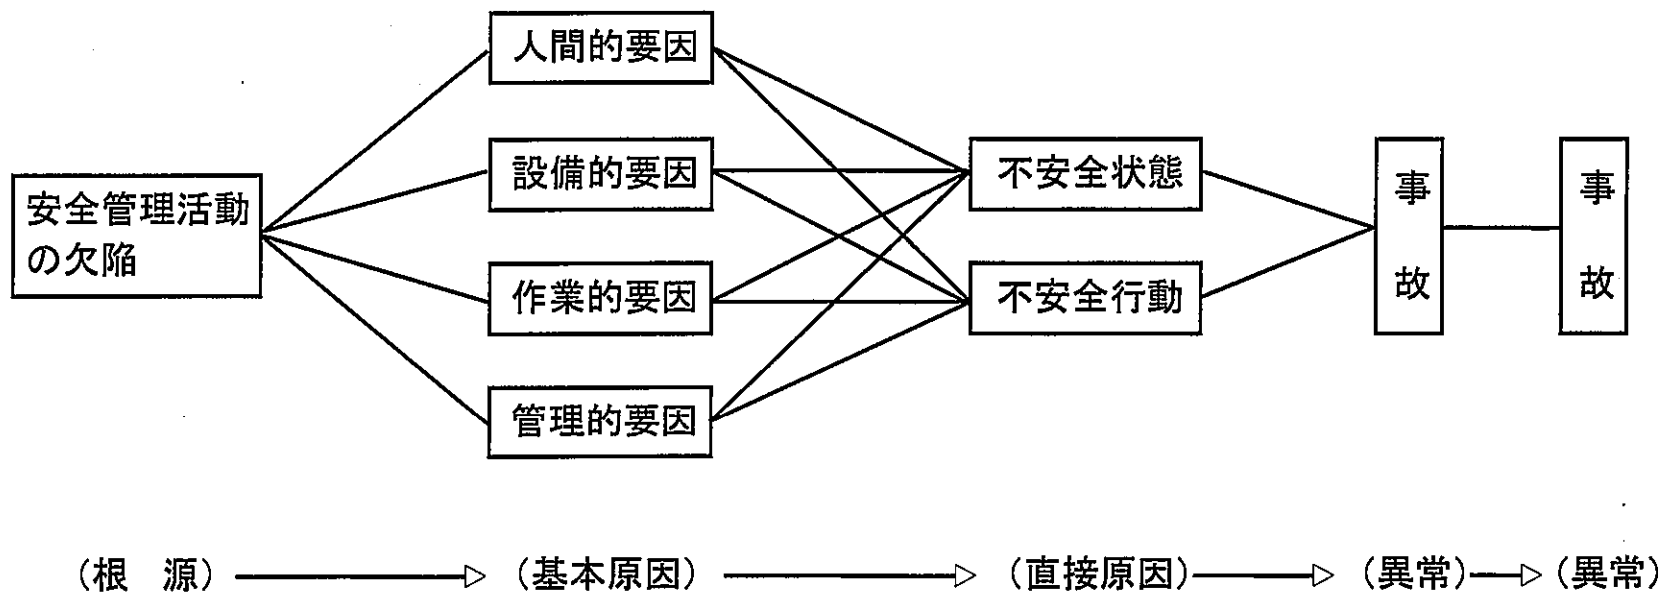 人間的要因
設備的要因
安全管理活動
の欠陥
作業的要因
管理的要因
不安全状態
不安全行動
事故
事故
（根　源）
（基本原因）
（直接原因）
（異常）
（異常）